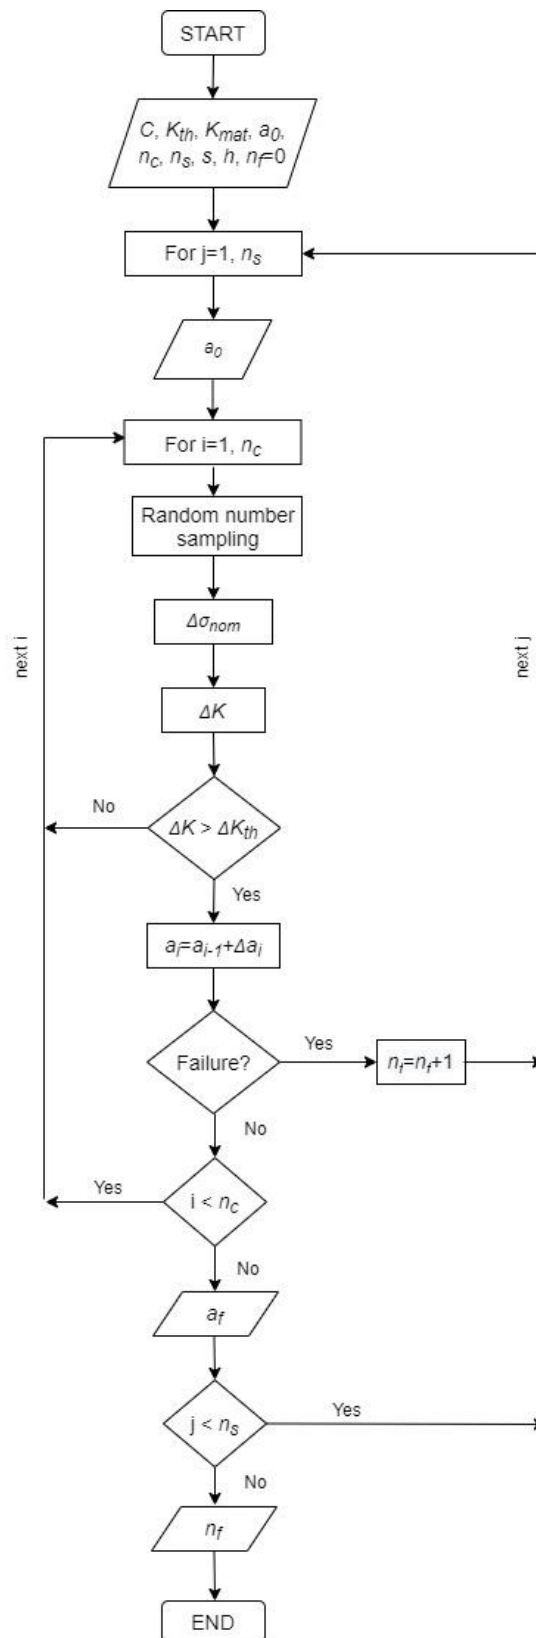 START
C, K_th, K_mat, a_0,
n_c, n_s, s, h, n_f=0
For j=1, n_s
a_0
For i=1, n_c
Random number
sampling
Δσ_nom
next i
next j
ΔK
No
ΔK > ΔK_th
Yes
a_i=a_i-1+Δa_i
Failure?
Yes
n_f=n_f+1
No
Yes
i < n_c
No
a_f
j < n_s
Yes
No
n_f
END